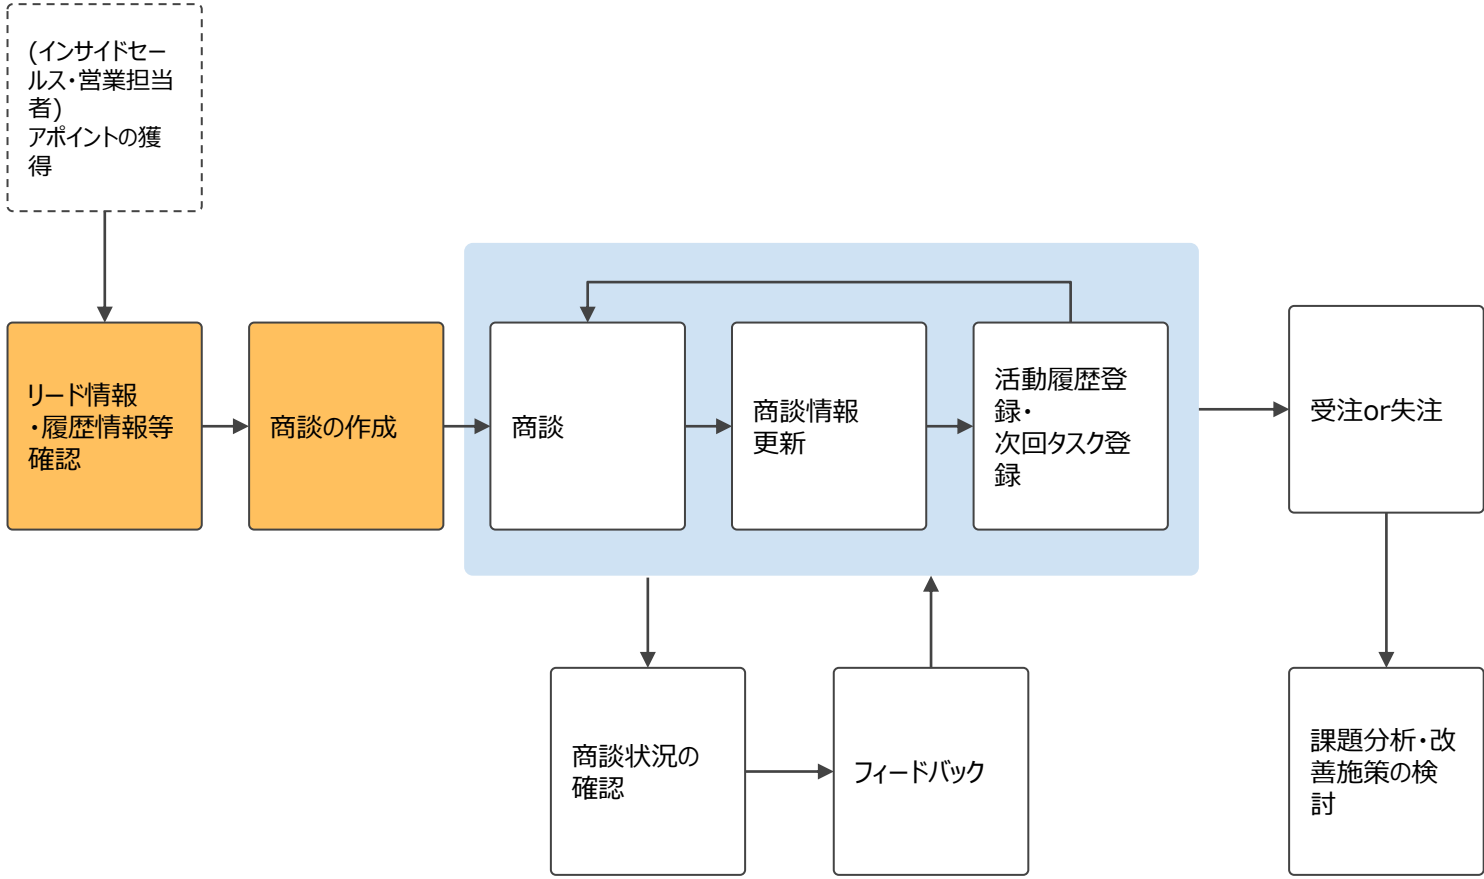 (インサイドセー
ルス・営業担当
者)
アポイントの獲
得
リード情報
・履歴情報等
確認
商談の作成
商談
商談情報
更新
活動履歴登
録・
次回タスク登
録
受注or失注
商談状況の
確認
フィードバック
課題分析・改
善施策の検
討